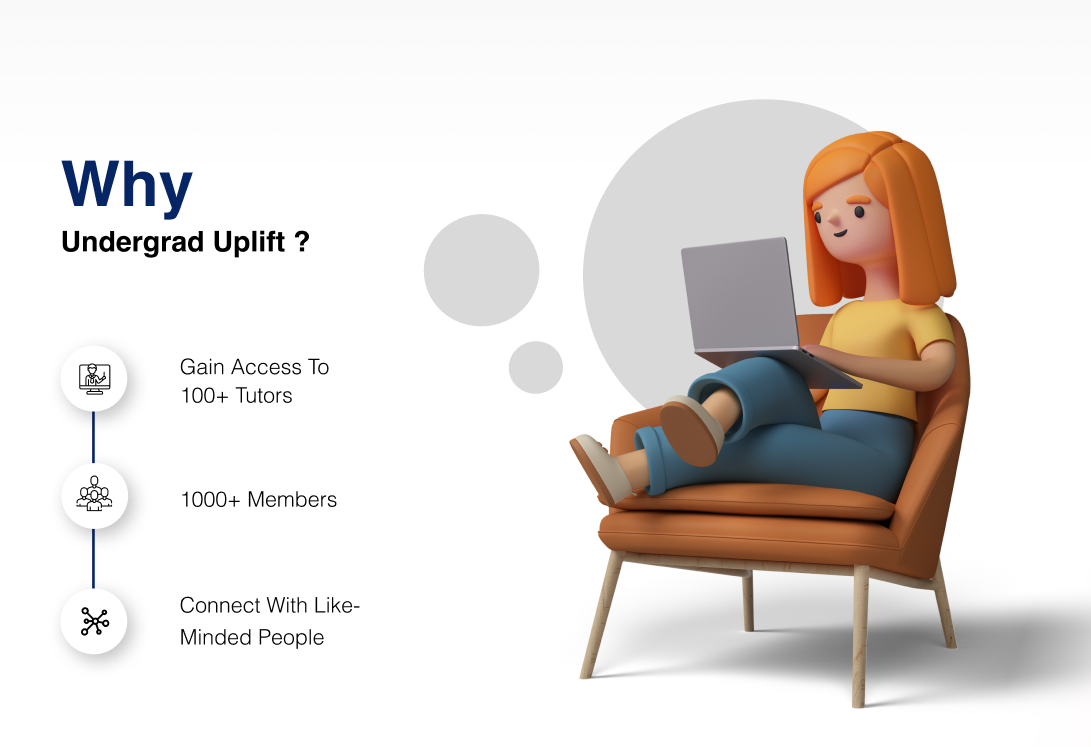 Why
Undergrad Uplift ?
Gain Access To
100+ Tutors
1000+ Members
Connect With Like-
Minded People